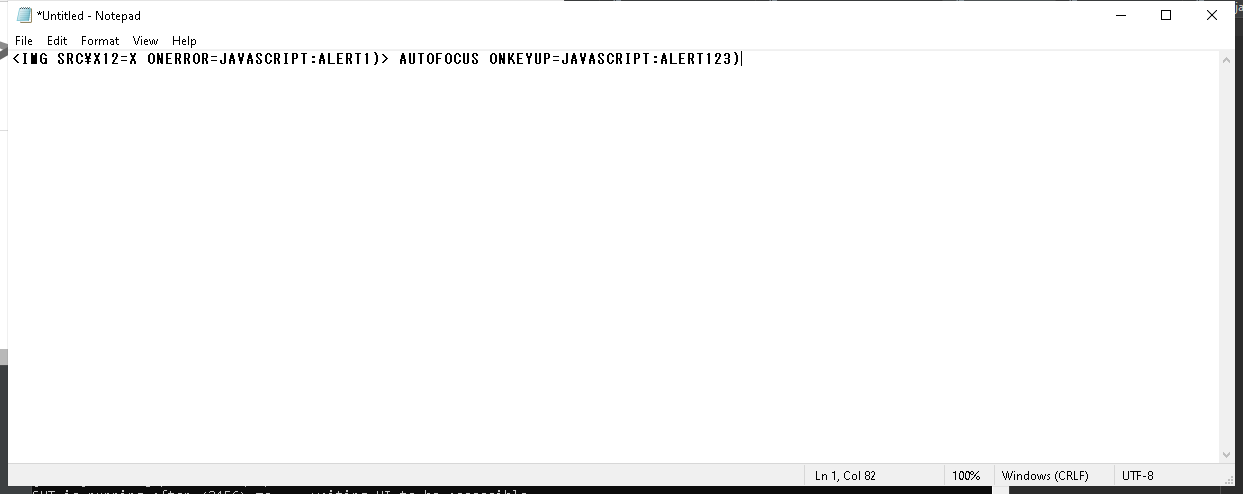 *Untitled - Notepad
File Edit Format View Help
<IMG SRC¥X12=X ONERROR=JAVASCRIPT:ALERT1)> AUTOFOCUS ONKEYUP=JAVASCRIPT:ALERT123)
Ln 1, Col 82 100% Windows (CRLF) UTF-8